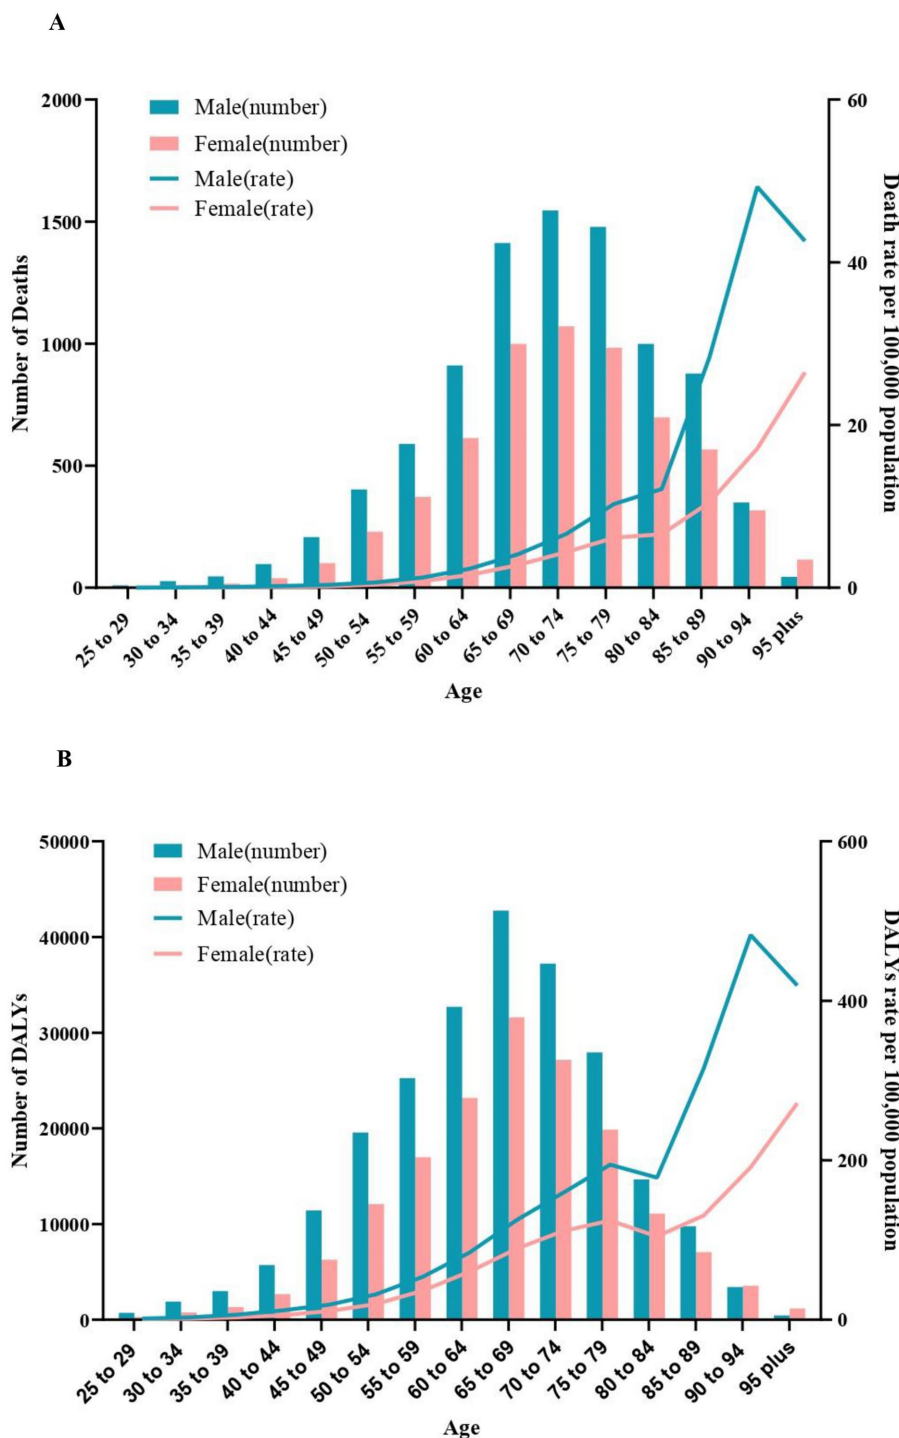 A
2000
1500
1000
500
0
Number of Deaths
Male(number)
Female(number)
Male(rate)
Female(rate)
60
40
20
0
Death rate per 100,000 population
25 to 29
30 to 34
35 to 39
40 to 44
45 to 49
50 to 54
55 to 59
60 to 64
65 to 69
70 to 74
75 to 79
80 to 84
85 to 89
90 to 94
95 plus
Age
B
50000
40000
30000
20000
10000
0
Number of DALYs
Male(number)
Female(number)
Male(rate)
Female(rate)
600
400
200
0
DALYs rate per 100,000 population
25 to 29
30 to 34
35 to 39
40 to 44
45 to 49
50 to 54
55 to 59
60 to 64
65 to 69
70 to 74
75 to 79
80 to 84
85 to 89
90 to 94
95 plus
Age